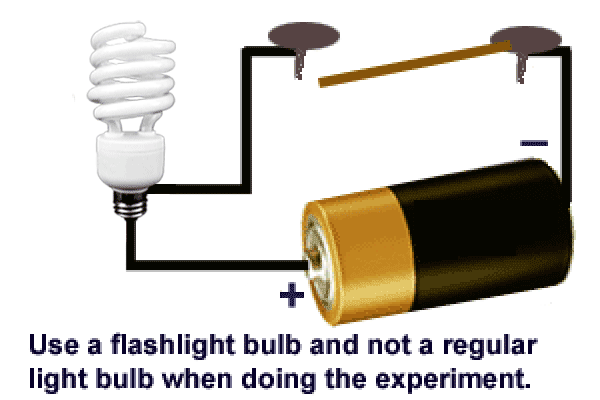 −
+
Use a flashlight bulb and not a regular
light bulb when doing the experiment.